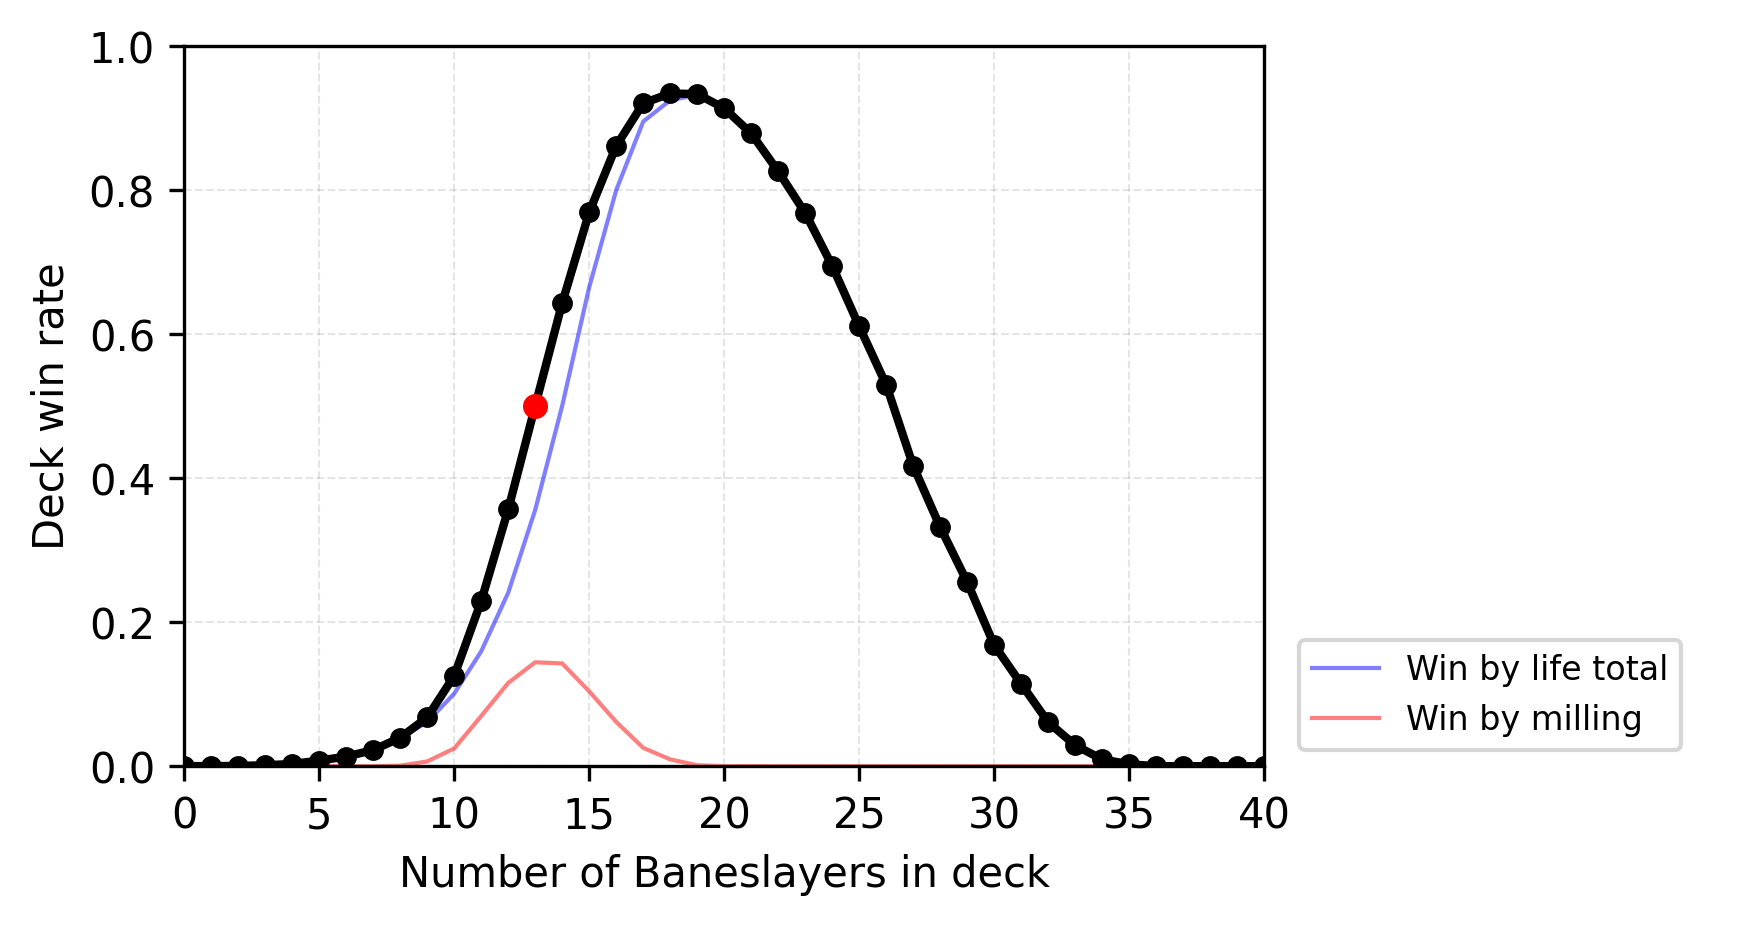 1.0
0.8
0.6
0.4
0.2
0.0
Deck win rate
0 5 10 15 20 25 30 35 40
Number of Baneslayers in deck
Win by life total
Win by milling